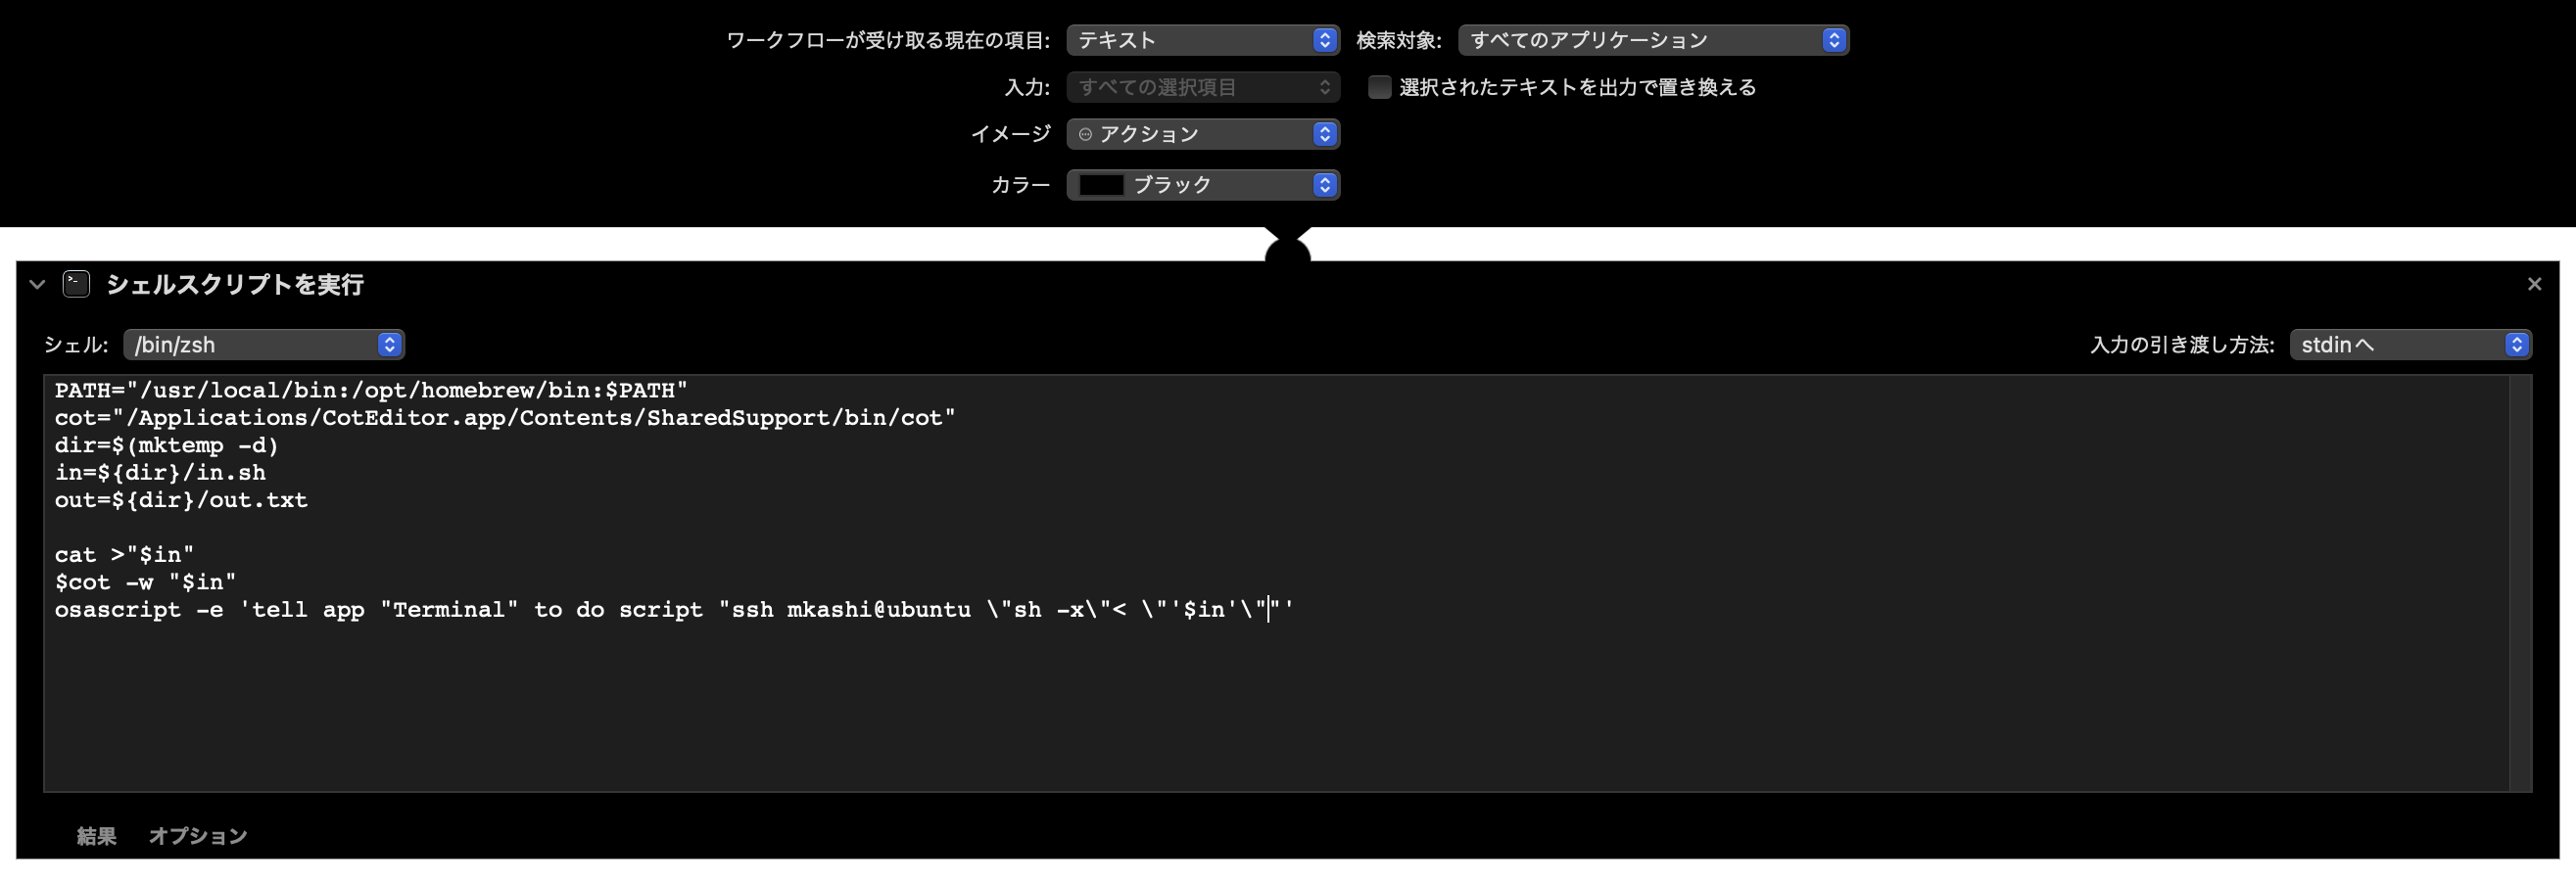 ワークフローが受け取る現在の項目: テキスト 検索対象: すべてのアプリケーション
入力: すべての選択項目 選択されたテキストを出力で置き換える
イメージ アクション
カラー ブラック
シェルスクリプトを実行
シェル: /bin/zsh 入力の引き渡し方法: stdinへ
PATH="/usr/local/bin:/opt/homebrew/bin:$PATH"
cot="/Applications/CotEditor.app/Contents/SharedSupport/bin/cot"
dir=$(mktemp -d)
in=${dir}/in.sh
out=${dir}/out.txt
cat >"$in"
$cot -w "$in"
osascript -e 'tell app "Terminal" to do script "ssh mkashi@ubuntu \"sh -x\"< \"'$in'\""'
結果 オプション